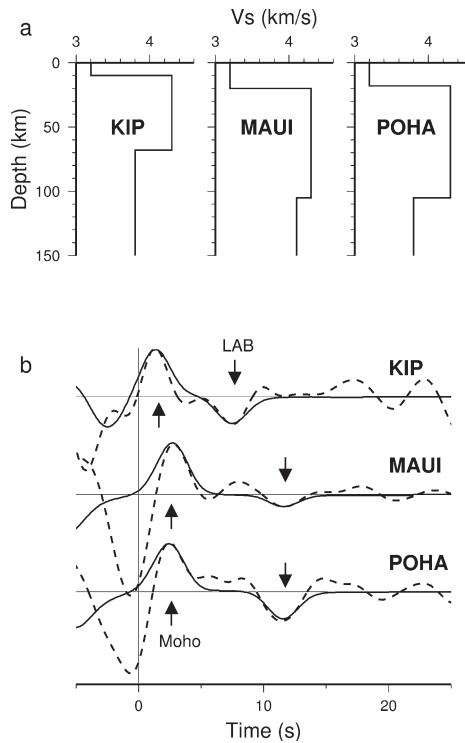 a
Vs (km/s)
3 4 3 4 3 4
0
50
100
150
Depth (km)
KIP
MAUI
POHA
b
LAB
KIP
MAUI
POHA
Moho
0 10 20
Time (s)